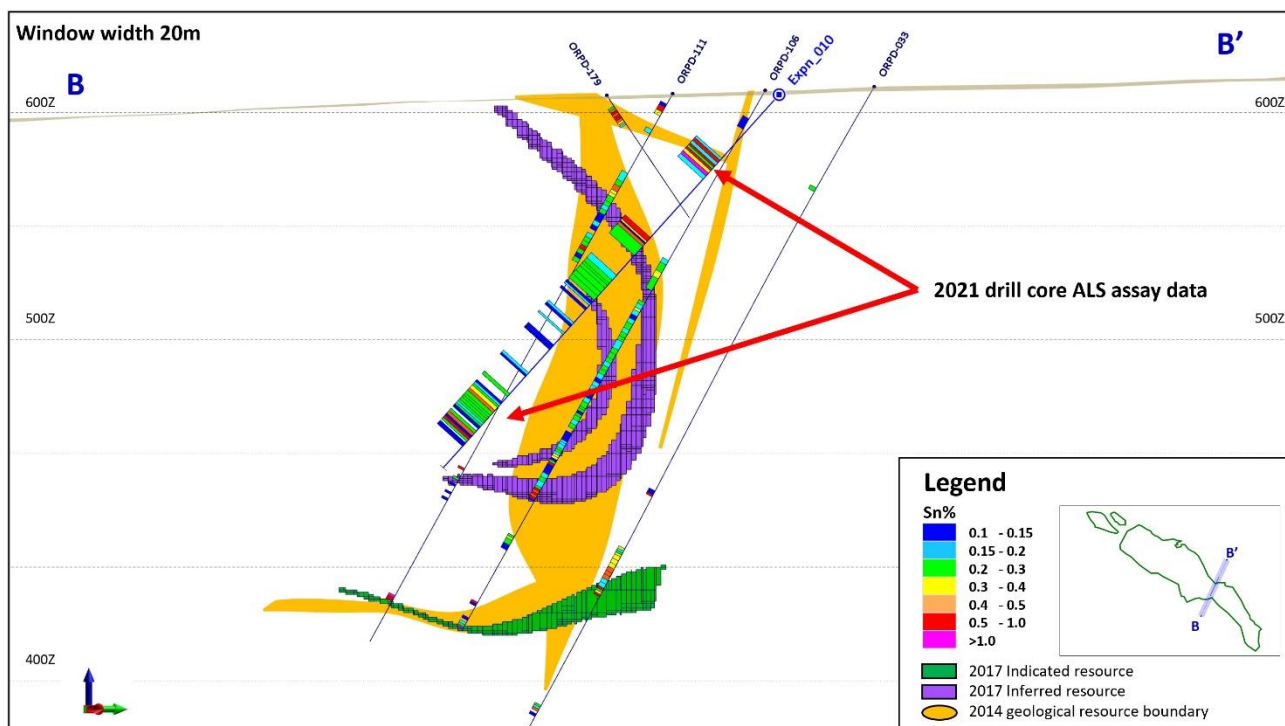 Window width 20m
B
B'
ORPD-179
ORPD-111
ORPD-106
Expn_010
ORPD-033
600Z
600Z
2021 drill core ALS assay data
500Z
500Z
400Z
Legend
Sn%
0.1 - 0.15
0.15 - 0.2
0.2 - 0.3
0.3 - 0.4
0.4 - 0.5
0.5 - 1.0
>1.0
B'
B
2017 Indicated resource
2017 Inferred resource
2014 geological resource boundary